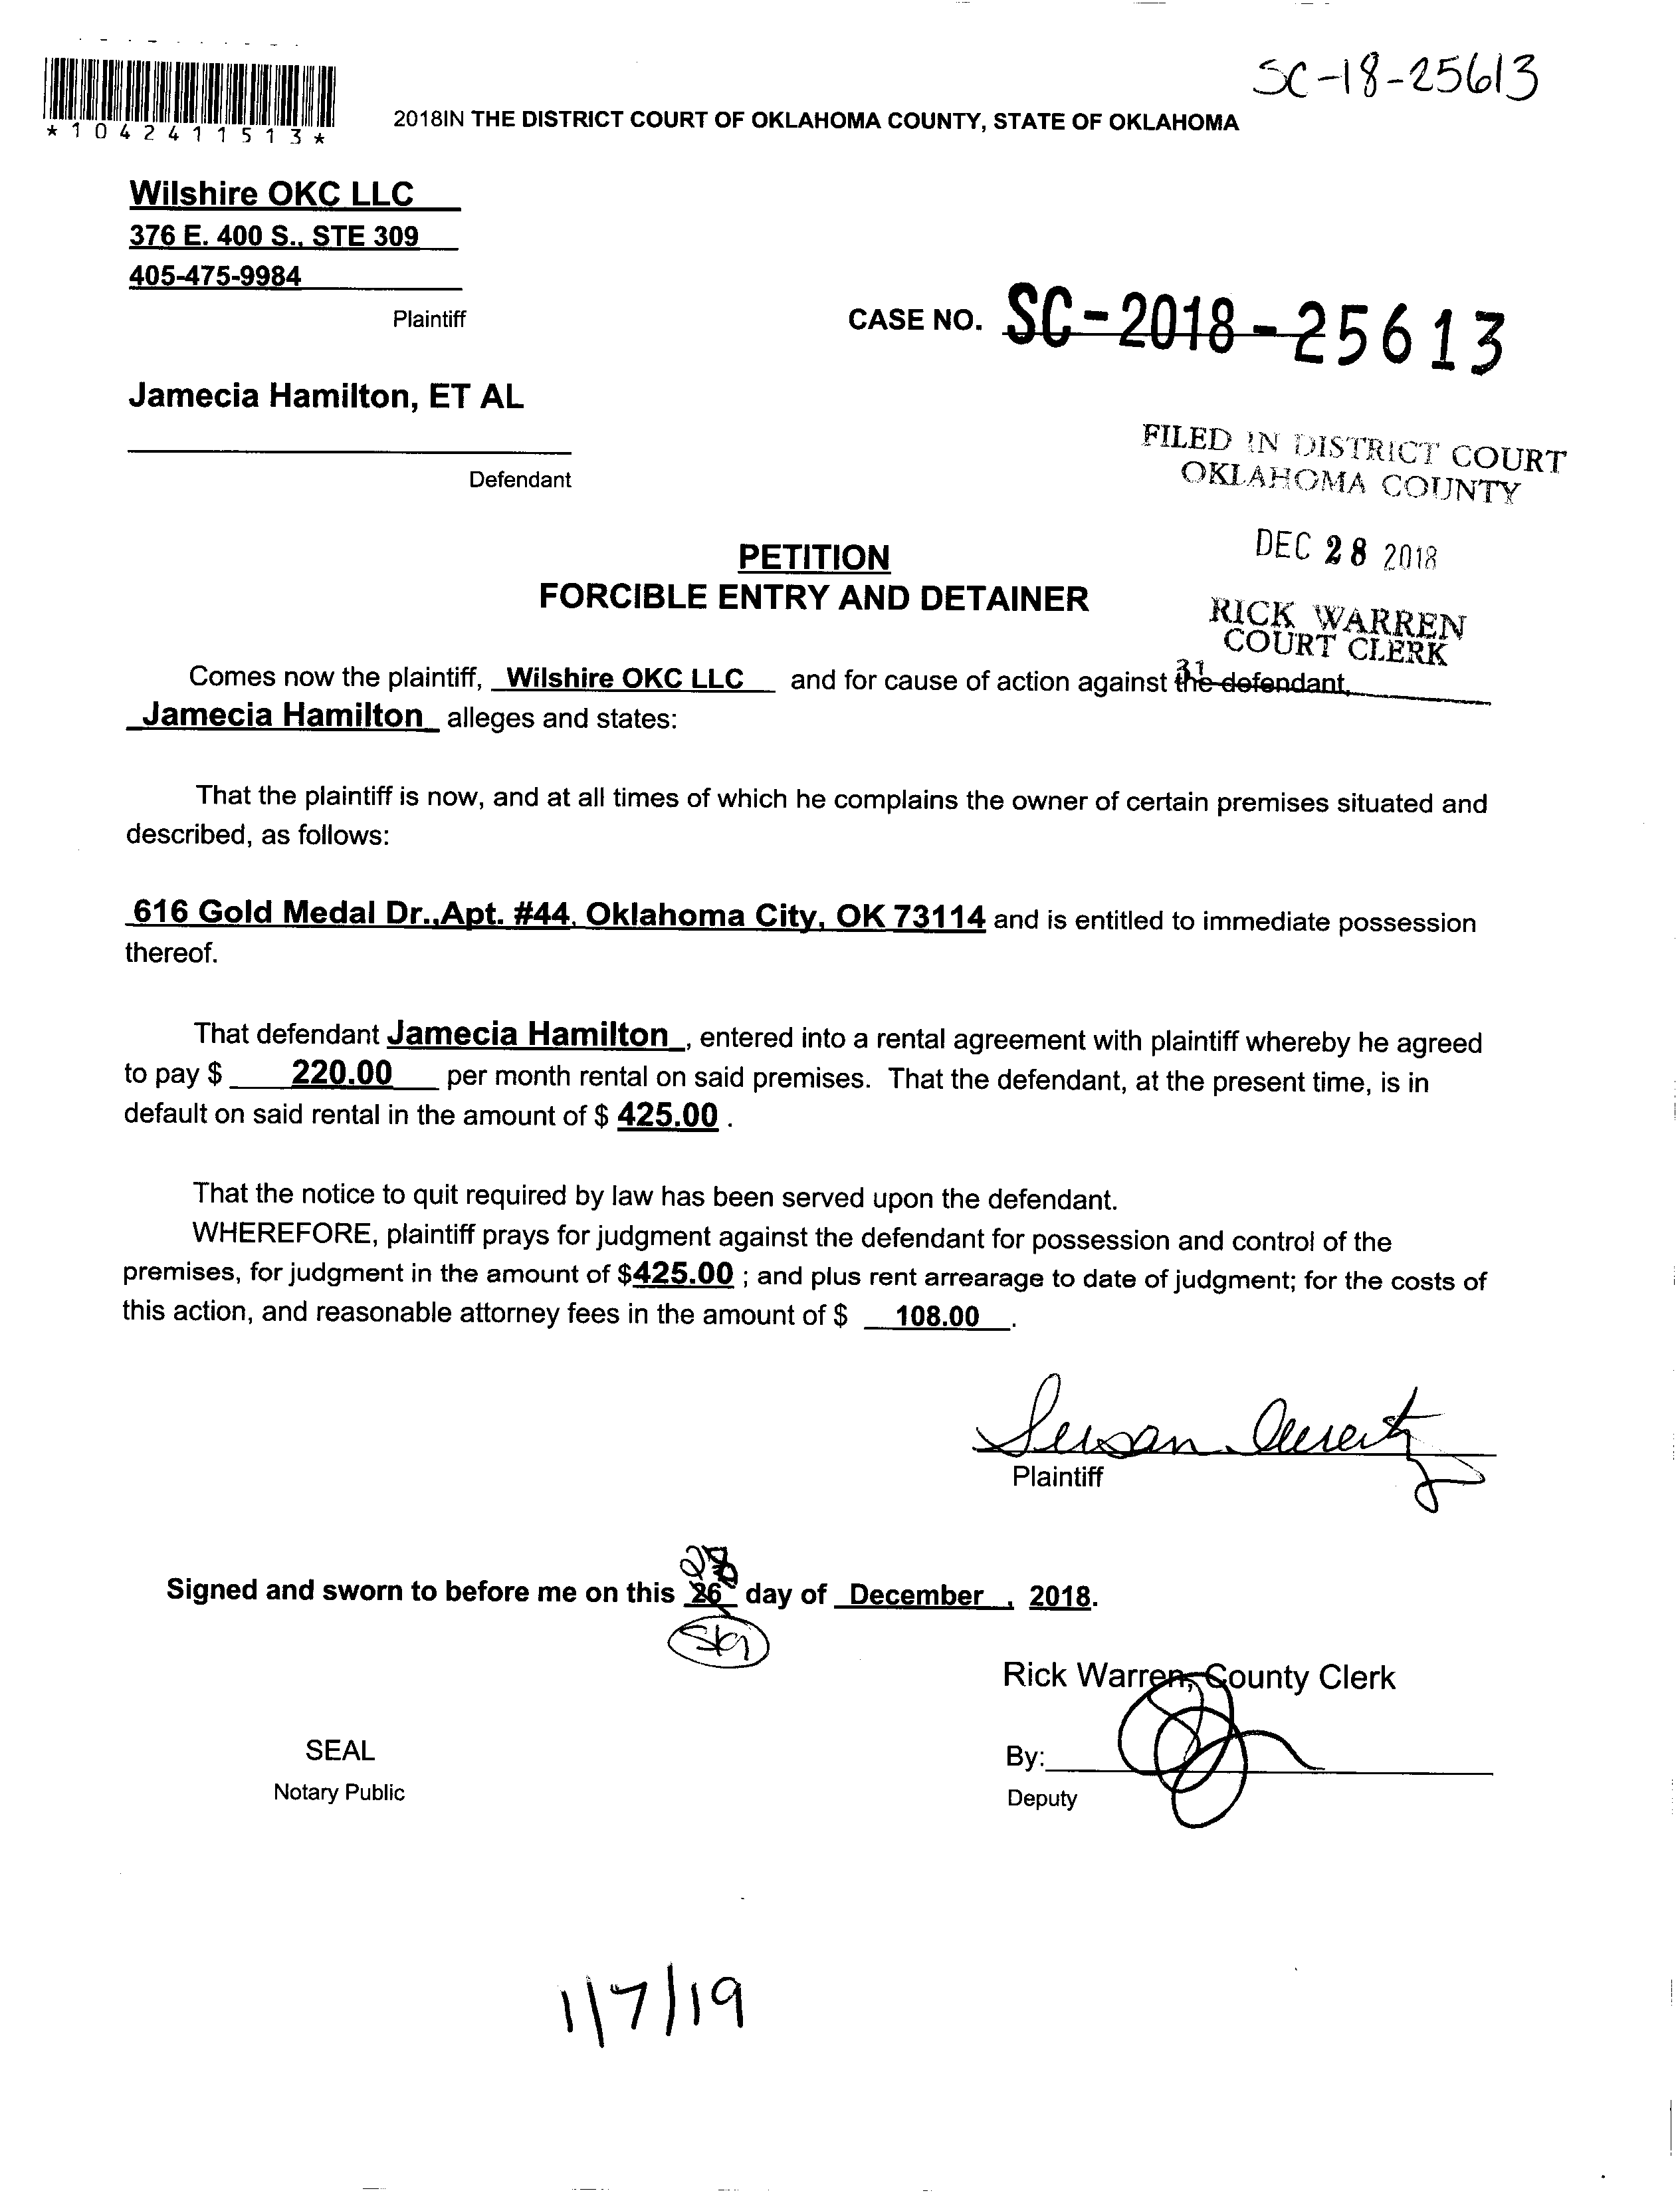 SC-18-25613
*1042411513*
2018IN THE DISTRICT COURT OF OKLAHOMA COUNTY, STATE OF OKLAHOMA
Wilshire OKC LLC
376 E. 400 S., STE 309
405-475-9984
Plaintiff
CASE NO. SC-2018-25613
Jamecia Hamilton, ET AL
Defendant
FILED IN DISTRICT COURT
OKLAHOMA COUNTY
DEC 28 2018
RICK WARREN
COURT CLERK
31
PETITION
FORCIBLE ENTRY AND DETAINER
Comes now the plaintiff, Wilshire OKC LLC and for cause of action against the defendant,
Jamecia Hamilton alleges and states:
That the plaintiff is now, and at all times of which he complains the owner of certain premises situated and
described, as follows:
616 Gold Medal Dr.,Apt. #44, Oklahoma City, OK 73114 and is entitled to immediate possession
thereof.
That defendant Jamecia Hamilton , entered into a rental agreement with plaintiff whereby he agreed
to pay $ 220.00 per month rental on said premises. That the defendant, at the present time, is in
default on said rental in the amount of $ 425.00 .
That the notice to quit required by law has been served upon the defendant.
WHEREFORE, plaintiff prays for judgment against the defendant for possession and control of the
premises, for judgment in the amount of $425.00 ; and plus rent arrearage to date of judgment; for the costs of
this action, and reasonable attorney fees in the amount of $ 108.00 .
Susan
Plaintiff
28
Signed and sworn to before me on this 26 day of December , 2018.
Rick Warren, County Clerk
SEAL
Notary Public
By:
Deputy
1/7/19